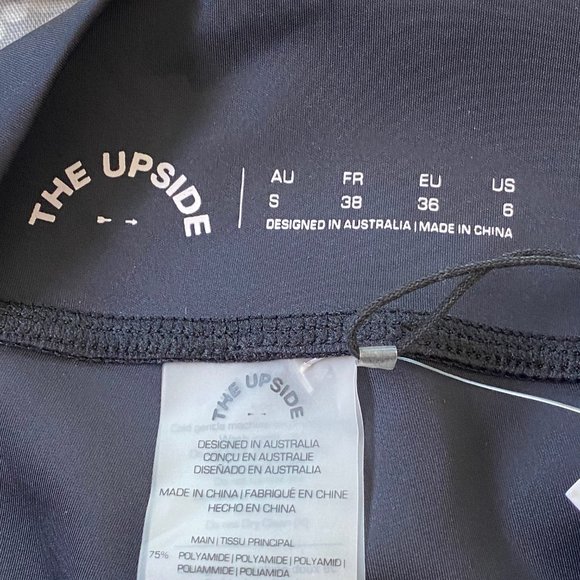 THE UPSIDE
AU FR EU US
S 38 36 6
DESIGNED IN AUSTRALIA | MADE IN CHINA
THE UPSIDE
DESIGNED IN AUSTRALIA
CONÇU EN AUSTRALIE
DISEÑADO EN AUSTRALIA
MADE IN CHINA | FABRIQUÉ EN CHINE
HECHO EN CHINA
MAIN | TISSU PRINCIPAL
75% POLYAMIDE | POLYAMIDE | POLYAMID |
POLIAMMIDE | POLIAMIDA